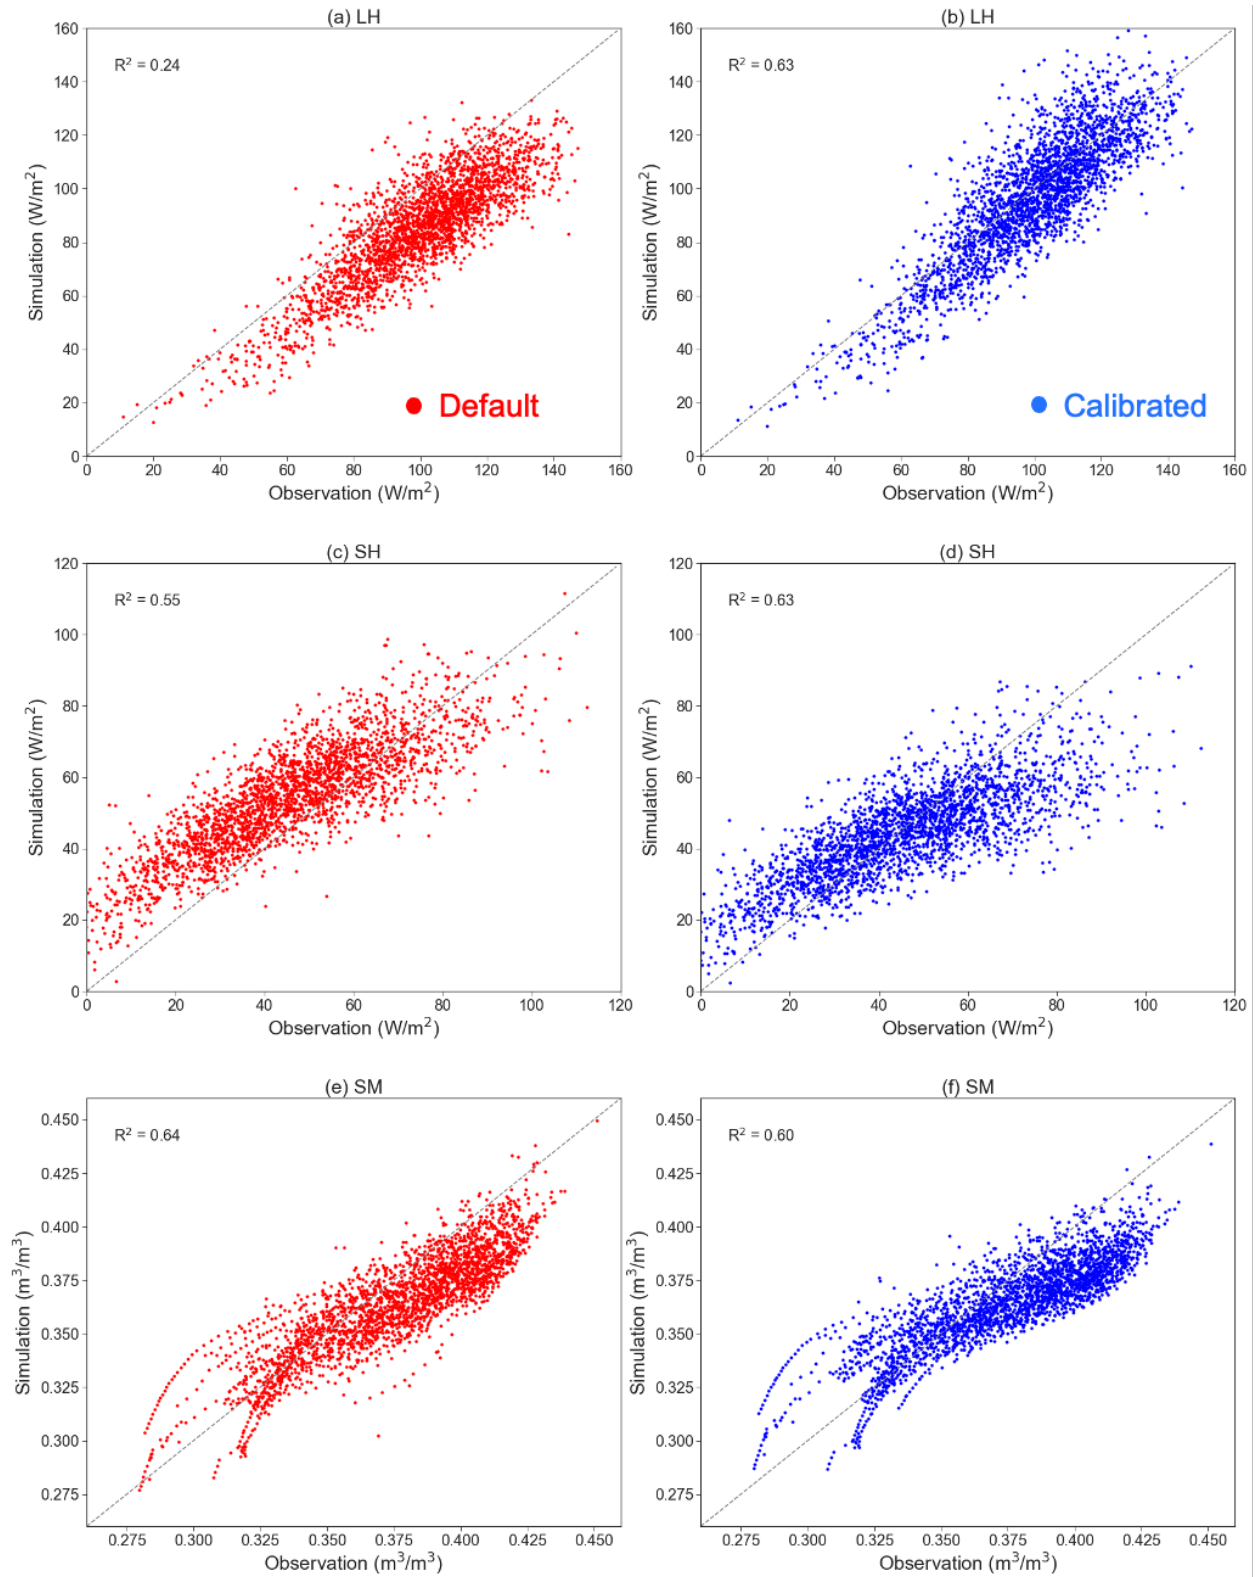 (a) LH
R² = 0.24
160
140
120
100
80
60
40
20
0
Simulation (W/m²)
Default
0 20 40 60 80 100 120 140 160
Observation (W/m²)
(b) LH
R² = 0.63
160
140
120
100
80
60
40
20
0
Simulation (W/m²)
Calibrated
0 20 40 60 80 100 120 140 160
Observation (W/m²)
(c) SH
R² = 0.55
120
100
80
60
40
20
0
Simulation (W/m²)
0 20 40 60 80 100 120
Observation (W/m²)
(d) SH
R² = 0.63
120
100
80
60
40
20
0
Simulation (W/m²)
0 20 40 60 80 100 120
Observation (W/m²)
(e) SM
R² = 0.64
0.450
0.425
0.400
0.375
0.350
0.325
0.300
0.275
Simulation (m³/m³)
0.275 0.300 0.325 0.350 0.375 0.400 0.425 0.450
Observation (m³/m³)
(f) SM
R² = 0.60
0.450
0.425
0.400
0.375
0.350
0.325
0.300
0.275
Simulation (m³/m³)
0.275 0.300 0.325 0.350 0.375 0.400 0.425 0.450
Observation (m³/m³)